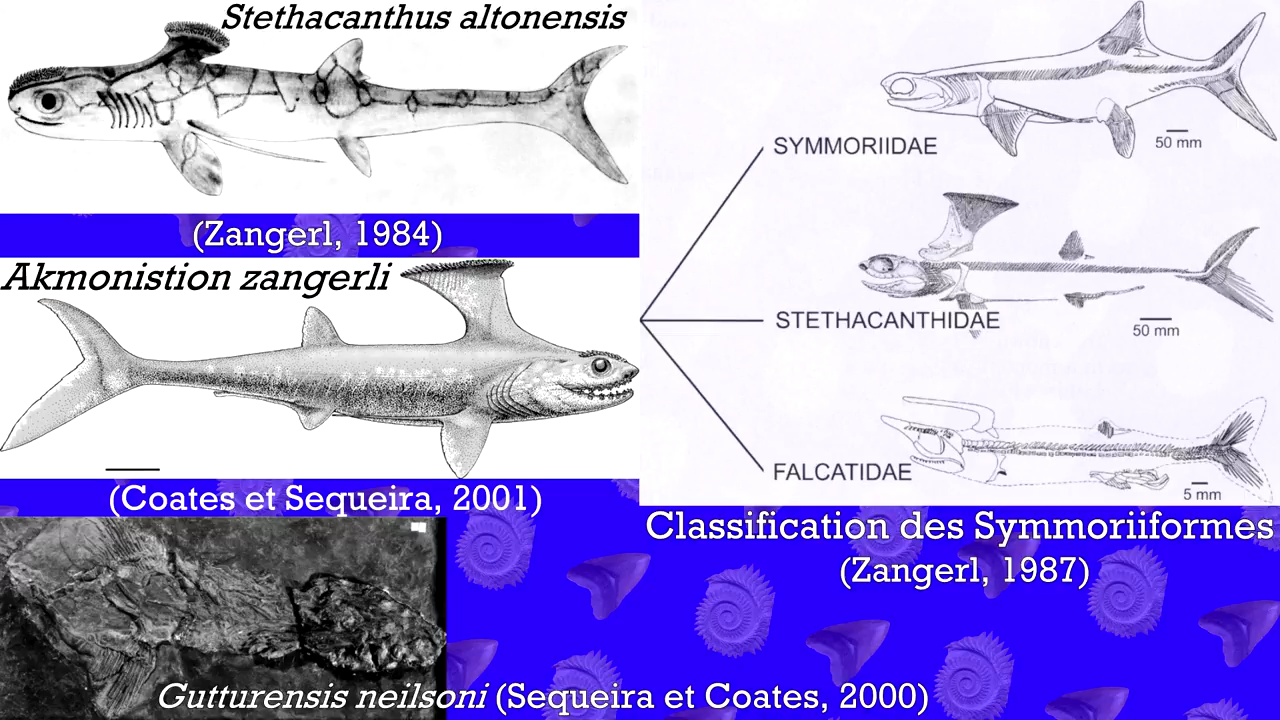 Stethacanthus altonensis
(Zangerl, 1984)
Akmonistion zangerli
(Coates et Sequeira, 2001)
Gutturensis neilsoni (Sequeira et Coates, 2000)
SYMMORIIDAE
50 mm
STETHACANTHIDAE
50 mm
FALCATIDAE
5 mm
Classification des Symmoriiformes
(Zangerl, 1987)